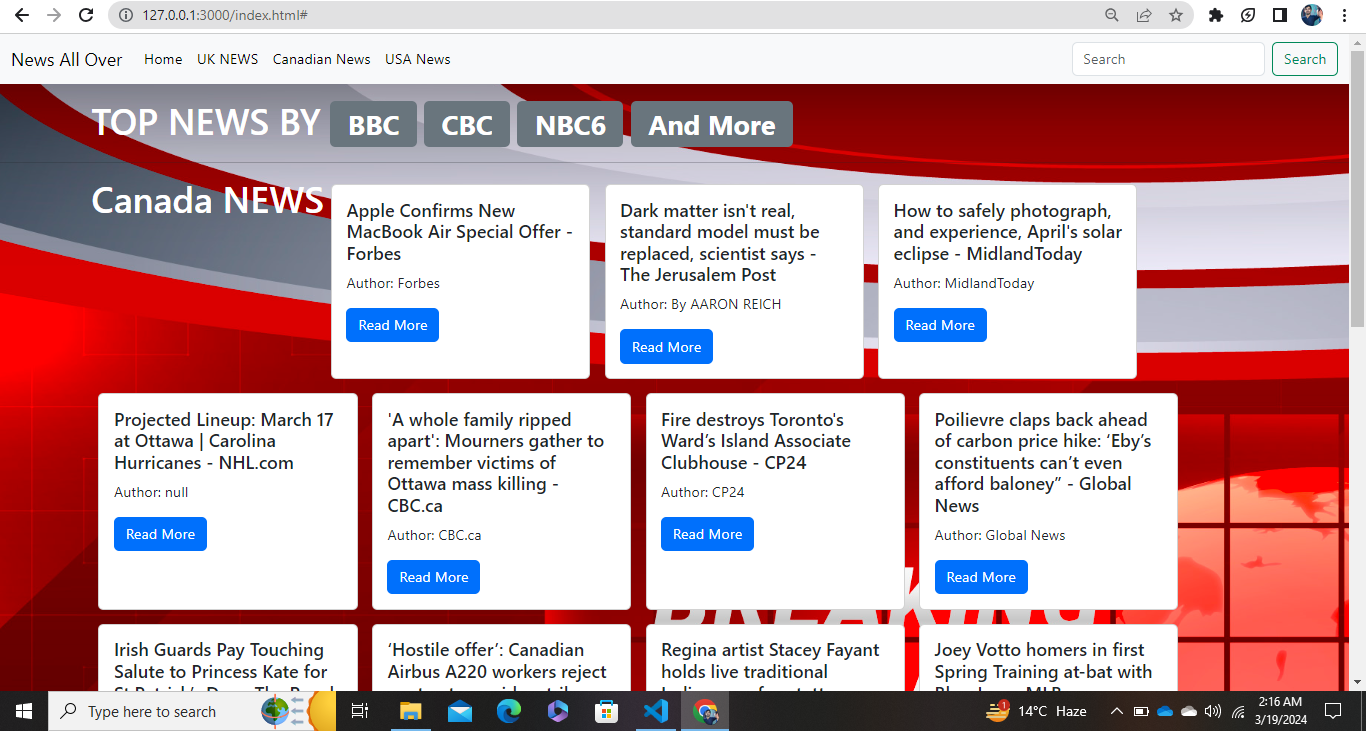 127.0.0.1:3000/index.html#
News All Over Home UK NEWS Canadian News USA News Search Search
TOP NEWS BY BBC CBC NBC6 And More
Canada NEWS
Apple Confirms New
MacBook Air Special Offer -
Forbes
Author: Forbes
Read More
Dark matter isn't real,
standard model must be
replaced, scientist says -
The Jerusalem Post
Author: By AARON REICH
Read More
How to safely photograph,
and experience, April's solar
eclipse - MidlandToday
Author: MidlandToday
Read More
Projected Lineup: March 17
at Ottawa | Carolina
Hurricanes - NHL.com
Author: null
Read More
'A whole family ripped
apart': Mourners gather to
remember victims of
Ottawa mass killing -
CBC.ca
Author: CBC.ca
Read More
Fire destroys Toronto's
Ward’s Island Associate
Clubhouse - CP24
Author: CP24
Read More
Poilievre claps back ahead
of carbon price hike: ‘Eby’s
constituents can’t even
afford baloney” - Global
News
Author: Global News
Read More
BREAKING
Irish Guards Pay Touching
Salute to Princess Kate for
‘Hostile offer’: Canadian
Airbus A220 workers reject
Regina artist Stacey Fayant
holds live traditional
Joey Votto homers in first
Spring Training at-bat with
Type here to search
1
14°C Haze
2:16 AM
3/19/2024